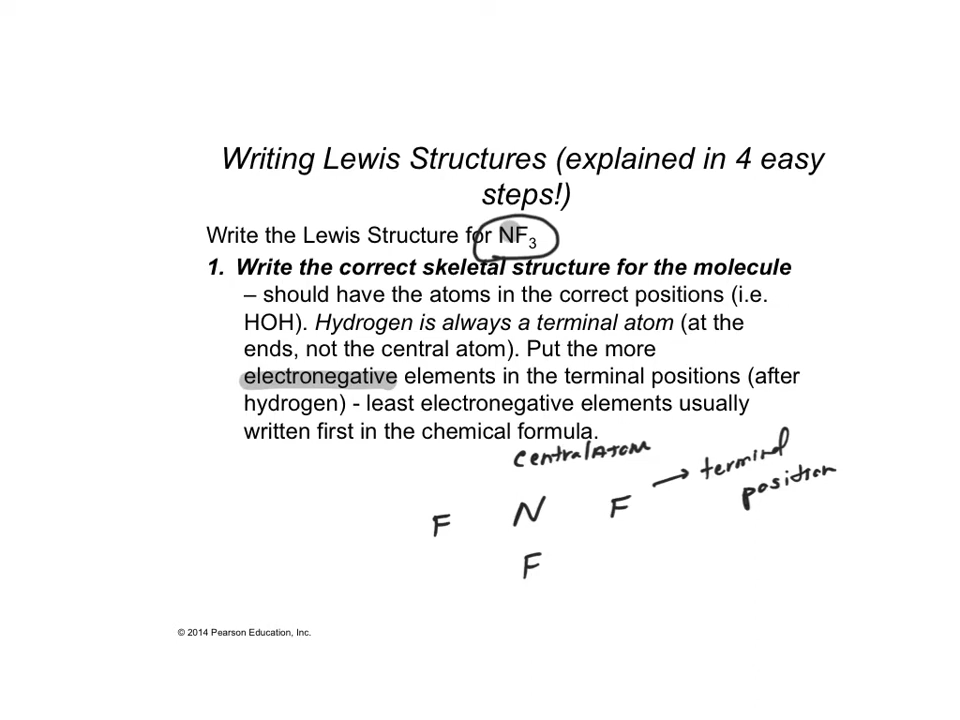 Writing Lewis Structures (explained in 4 easy
steps!)
Write the Lewis Structure for NF₃
1. Write the correct skeletal structure for the molecule
– should have the atoms in the correct positions (i.e.
HOH). Hydrogen is always a terminal atom (at the
ends, not the central atom). Put the more
electronegative elements in the terminal positions (after
hydrogen) - least electronegative elements usually
written first in the chemical formula.
central Atom
→ terminal
position
F N F
F
© 2014 Pearson Education, Inc.